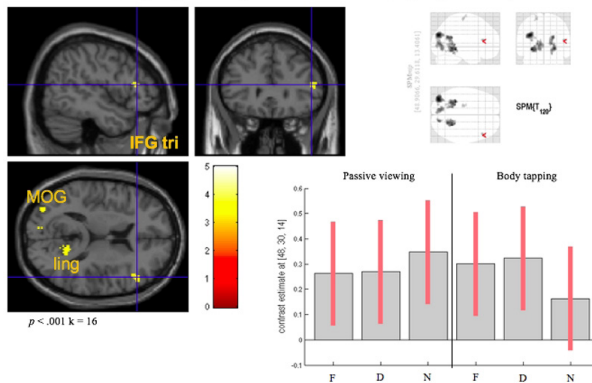 IFG tri
MOG
ling
5
4
3
2
1
0
p < .001 k = 16
SPMmip
SPM{T120}
Passive viewing
Body tapping
contrast estimate at [48, 30, 14]
0.6
0.5
0.4
0.3
0.2
0.1
0
-0.1
F
D
N
F
D
N